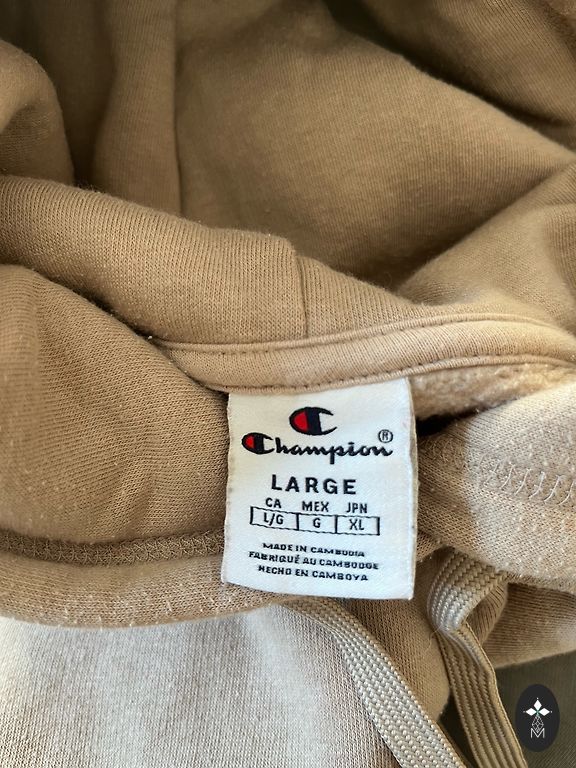 Champion®
LARGE
CA MEX JPN
L/G G XL
MADE IN CAMBODIA
FABRIQUÉ AU CAMBODGE
HECHO EN CAMBOYA
M